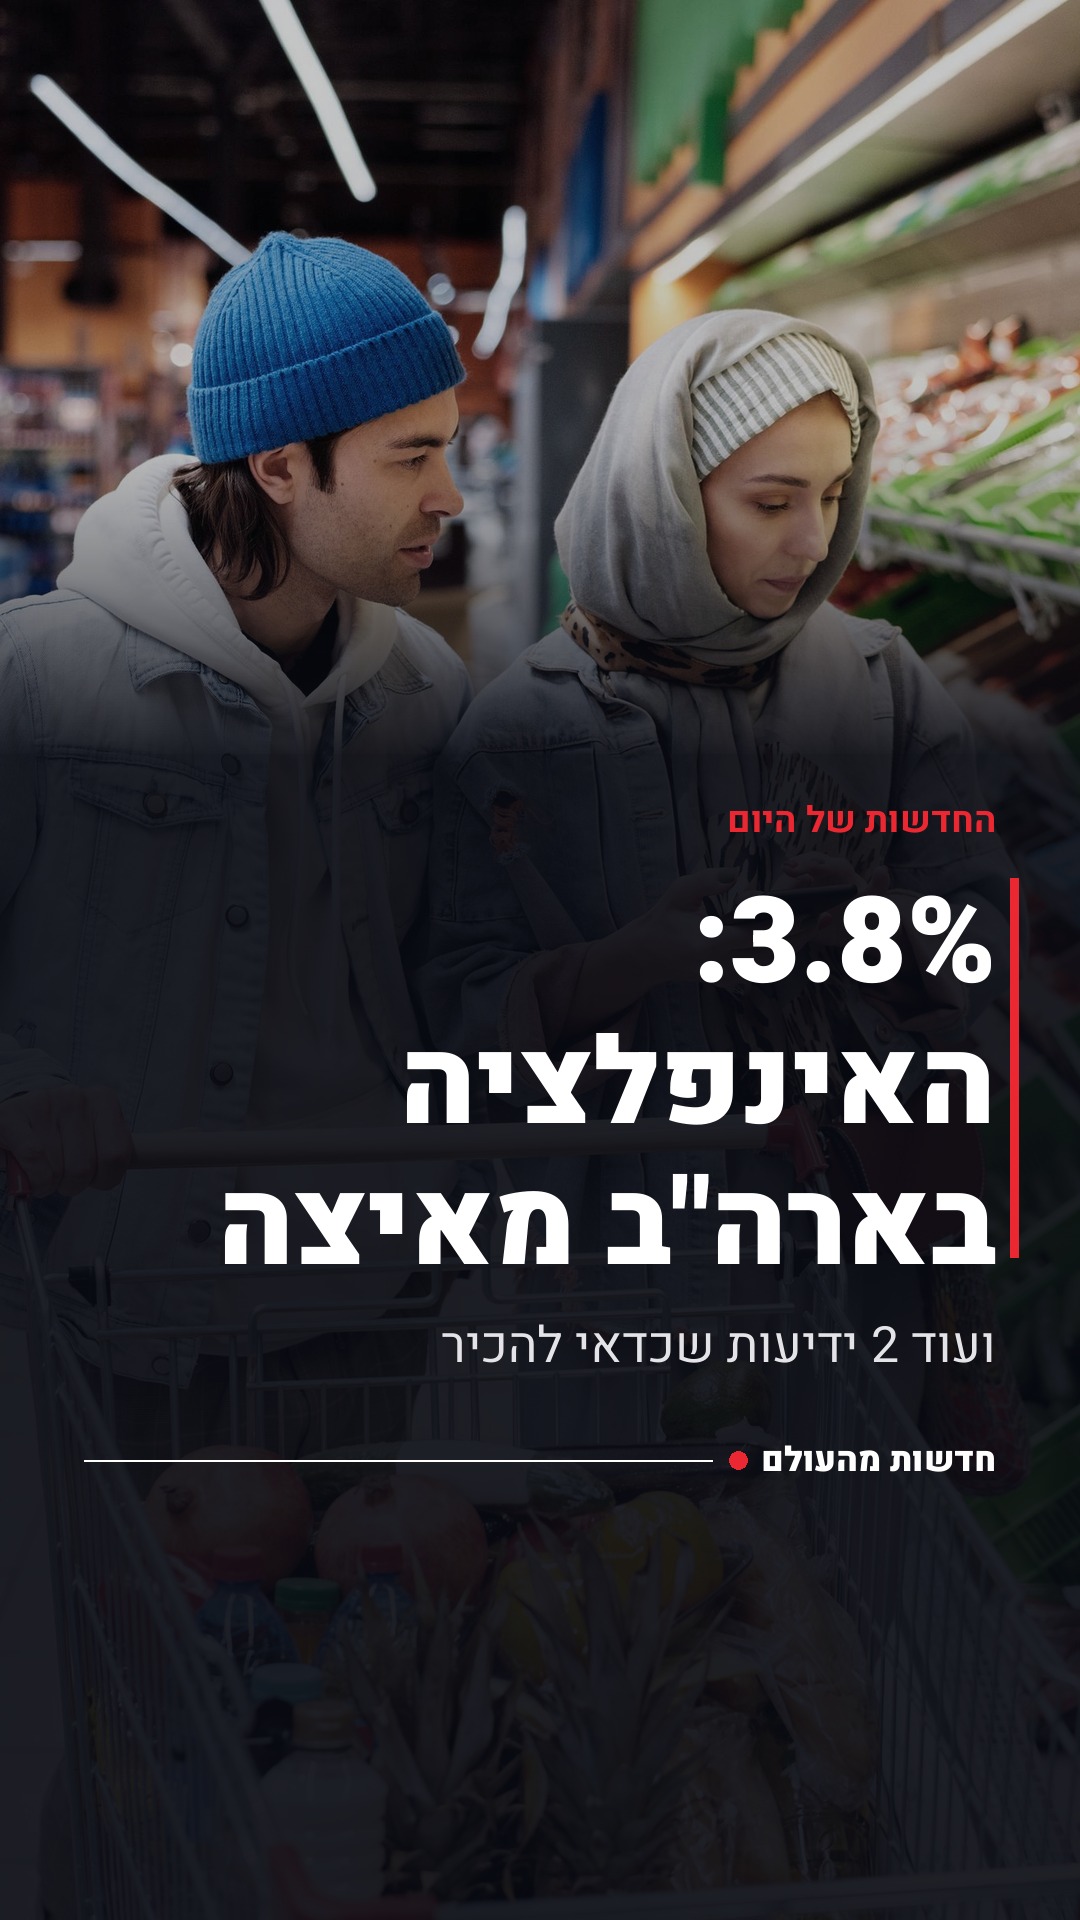 החדשות של היום
3.8%:
האינפלציה
בארה"ב מאיצה
ועוד 2 ידיעות שכדאי להכיר
חדשות מהעולם